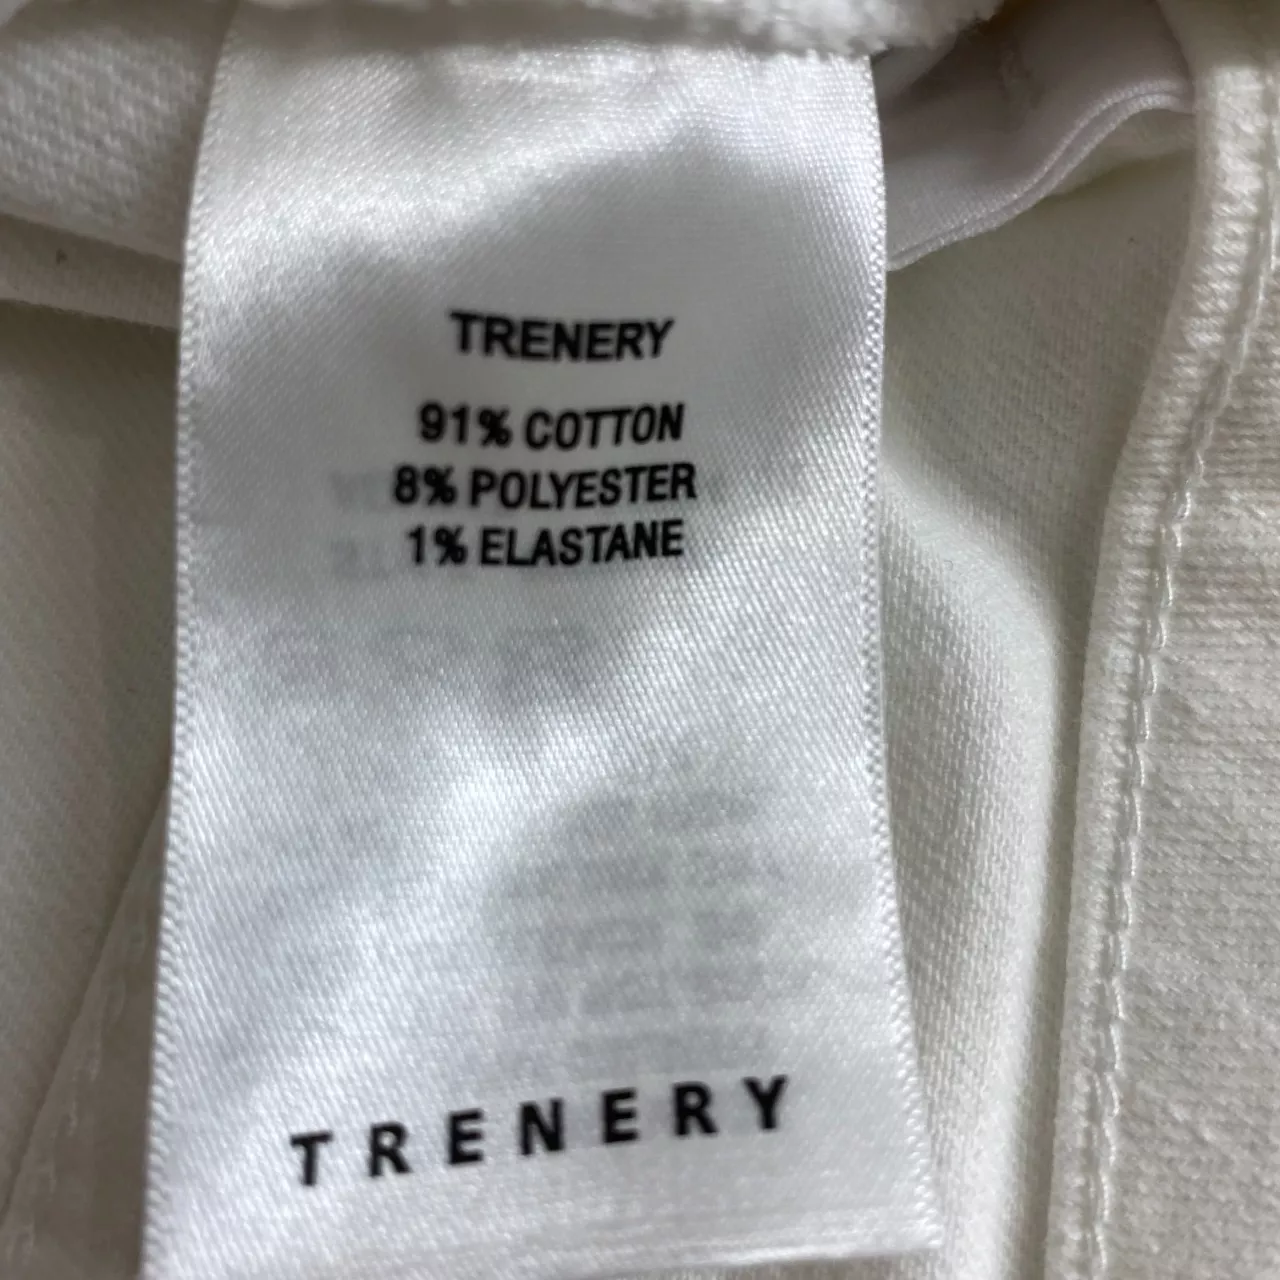 TRENERY
91% COTTON
8% POLYESTER
1% ELASTANE
TRENERY